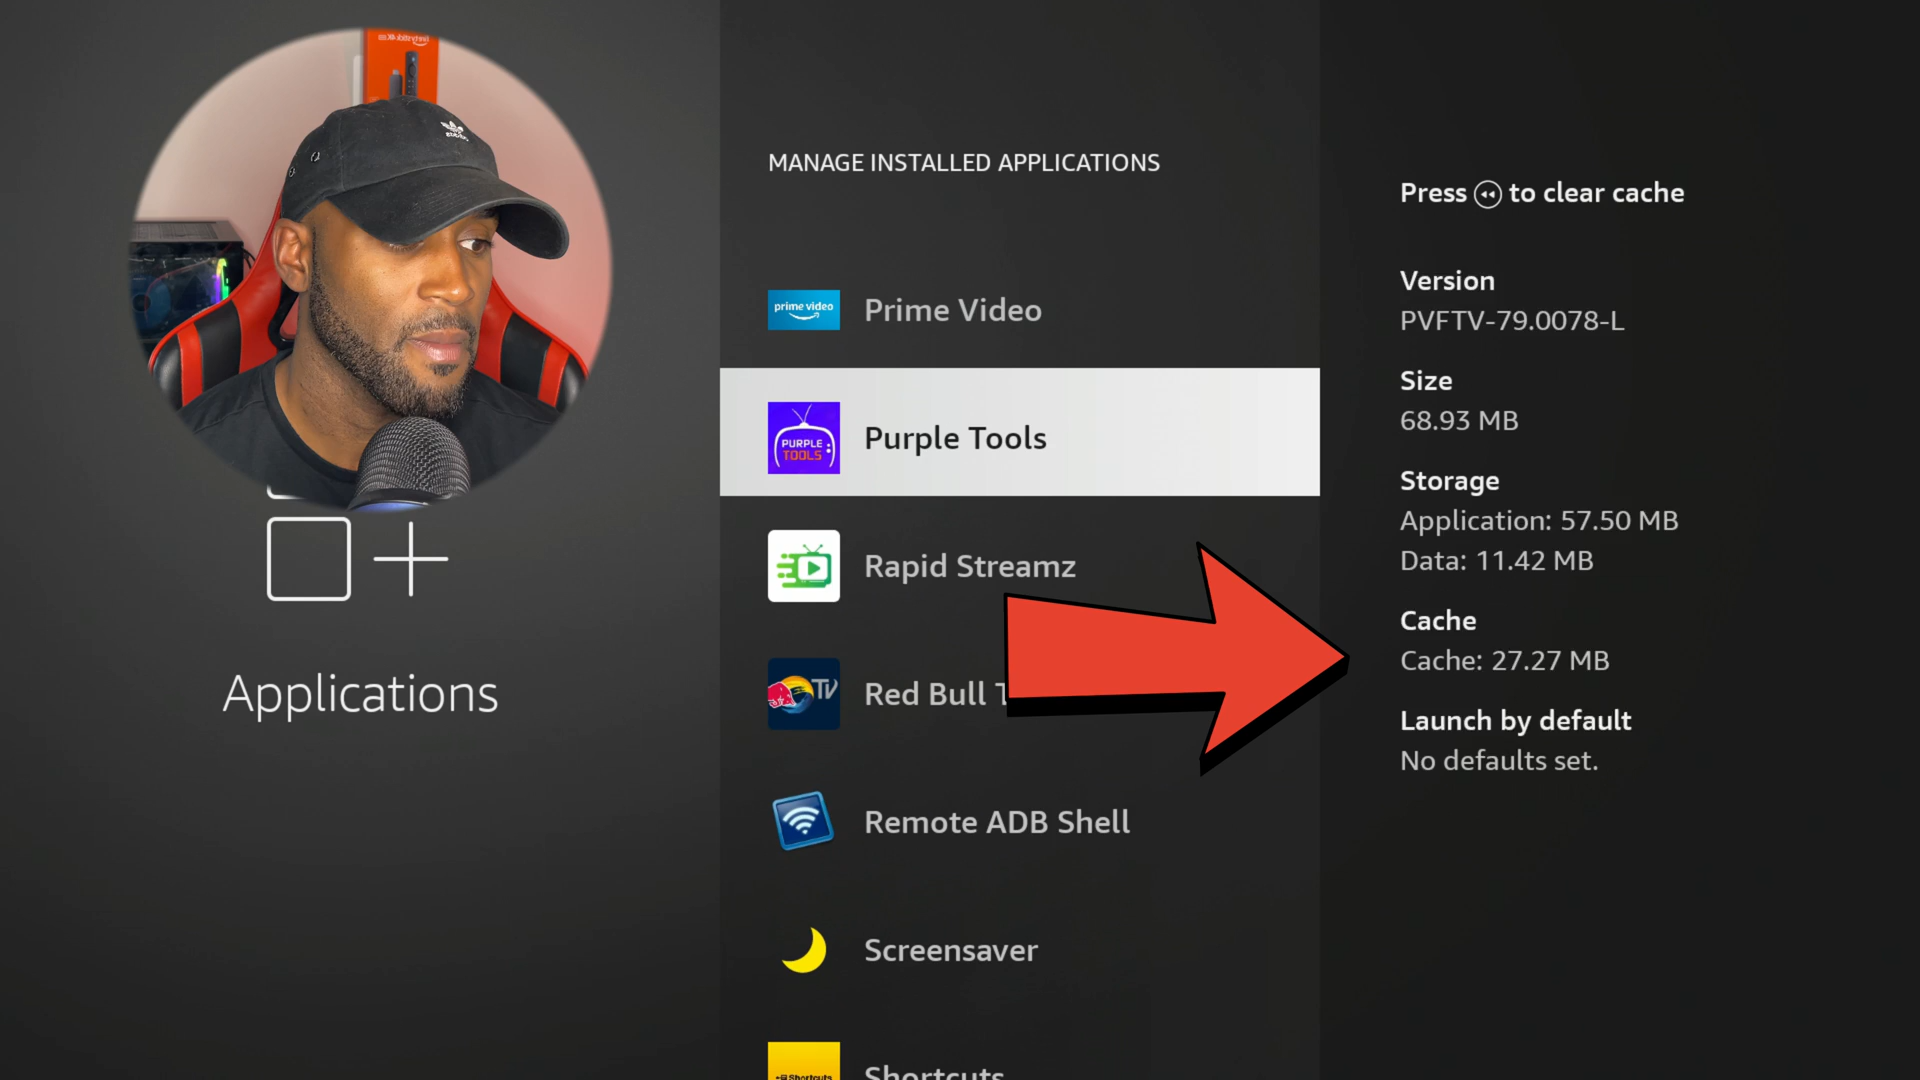 MANAGE INSTALLED APPLICATIONS
Press to clear cache
Version
PVFTV-79.0078-L
Size
68.93 MB
Storage
Application: 57.50 MB
Data: 11.42 MB
Cache
Cache: 27.27 MB
Launch by default
No defaults set.
prime video
Prime Video
PURPLE
TOOLS
Purple Tools
Rapid Streamz
TV
Red Bull T
Remote ADB Shell
Screensaver
Shortcuts
Shortcuts
Applications